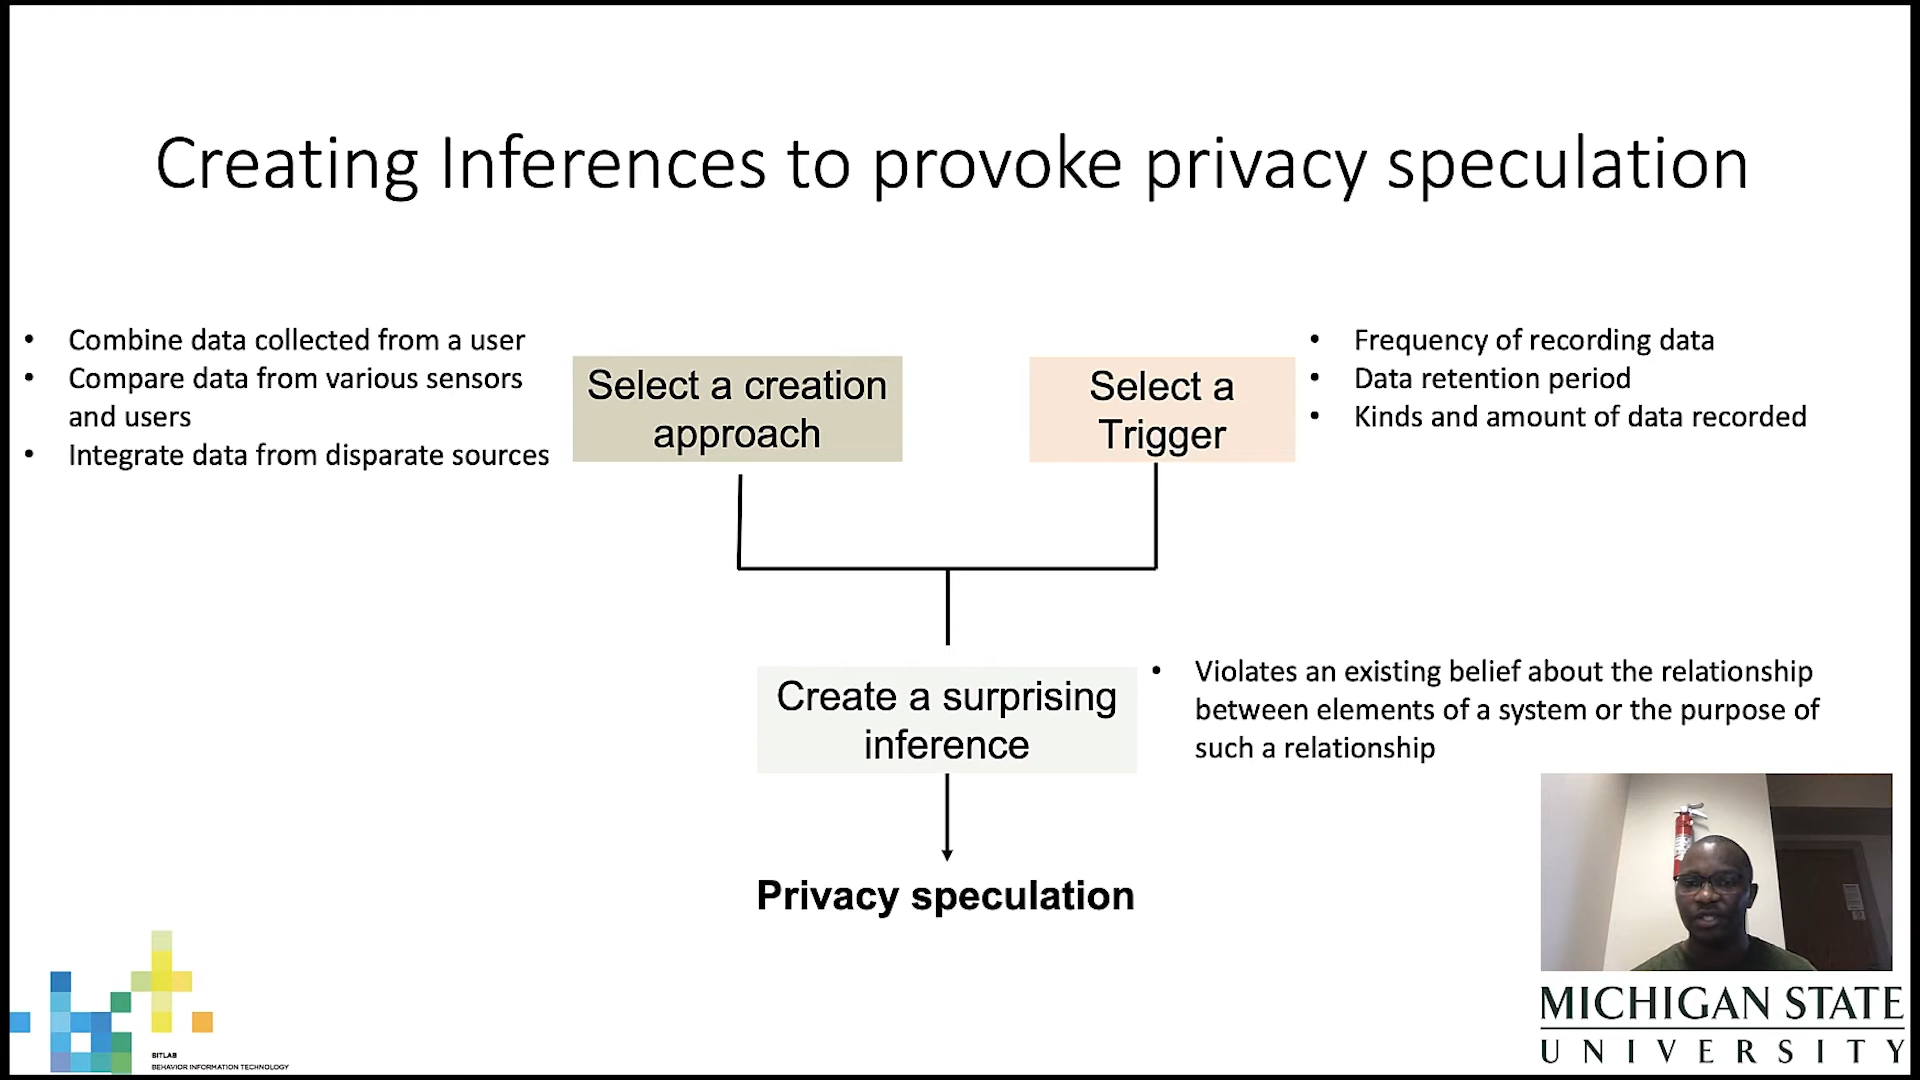 Creating Inferences to provoke privacy speculation
• Combine data collected from a user
• Compare data from various sensors
and users
• Integrate data from disparate sources
Select a creation
approach
Select a
Trigger
• Frequency of recording data
• Data retention period
• Kinds and amount of data recorded
Create a surprising
inference
• Violates an existing belief about the relationship
between elements of a system or the purpose of
such a relationship
Privacy speculation
BITLAB
BEHAVIOR INFORMATION TECHNOLOGY
MICHIGAN STATE
UNIVERSITY